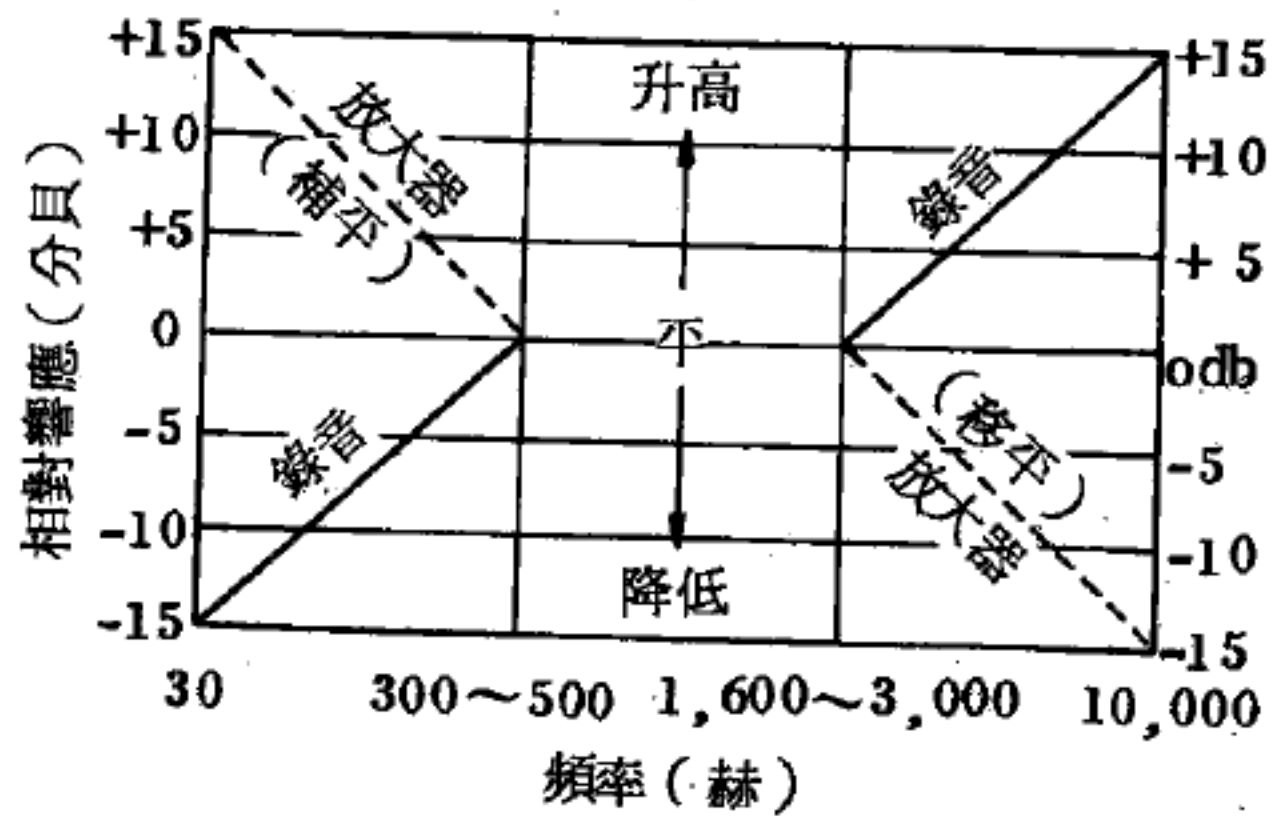 +15
+10
+5
0
-5
-10
-15
相對響應(分貝)
放大器
(補平)
錄音
升高
平
降低
錄音
(移平)
放大器
+15
+10
+ 5
odb
-5
-10
-15
30
300～500
1,600～3,000
10,000
頻率(赫)